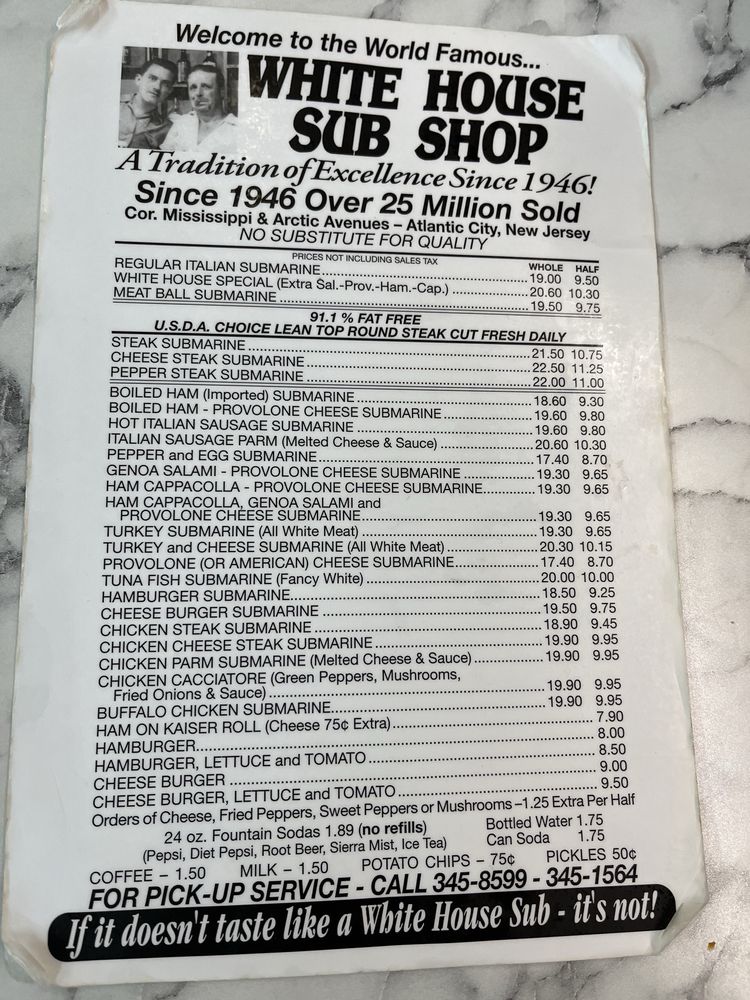 Welcome to the World Famous...
WHITE HOUSE
SUB SHOP
A Tradition of Excellence Since 1946!
Since 1946 Over 25 Million Sold
Cor. Mississippi & Arctic Avenues – Atlantic City, New Jersey
NO SUBSTITUTE FOR QUALITY
PRICES NOT INCLUDING SALES TAX WHOLE HALF
REGULAR ITALIAN SUBMARINE 19.00 9.50
WHITE HOUSE SPECIAL (Extra Sal.-Prov.-Ham.-Cap.) 20.60 10.30
MEAT BALL SUBMARINE 19.50 9.75
91.1 % FAT FREE
U.S.D.A. CHOICE LEAN TOP ROUND STEAK CUT FRESH DAILY
STEAK SUBMARINE 21.50 10.75
CHEESE STEAK SUBMARINE 22.50 11.25
PEPPER STEAK SUBMARINE 22.00 11.00
BOILED HAM (Imported) SUBMARINE 18.60 9.30
BOILED HAM - PROVOLONE CHEESE SUBMARINE 19.60 9.80
HOT ITALIAN SAUSAGE SUBMARINE 19.60 9.80
ITALIAN SAUSAGE PARM (Melted Cheese & Sauce) 20.60 10.30
PEPPER and EGG SUBMARINE 17.40 8.70
GENOA SALAMI - PROVOLONE CHEESE SUBMARINE 19.30 9.65
HAM CAPPACOLLA - PROVOLONE CHEESE SUBMARINE 19.30 9.65
HAM CAPPACOLLA, GENOA SALAMI and
PROVOLONE CHEESE SUBMARINE 19.30 9.65
TURKEY SUBMARINE (All White Meat) 19.30 9.65
TURKEY and CHEESE SUBMARINE (All White Meat) 20.30 10.15
PROVOLONE (OR AMERICAN) CHEESE SUBMARINE 17.40 8.70
TUNA FISH SUBMARINE (Fancy White) 20.00 10.00
HAMBURGER SUBMARINE 18.50 9.25
CHEESE BURGER SUBMARINE 19.50 9.75
CHICKEN STEAK SUBMARINE 18.90 9.45
CHICKEN CHEESE STEAK SUBMARINE 19.90 9.95
CHICKEN PARM SUBMARINE (Melted Cheese & Sauce) 19.90 9.95
CHICKEN CACCIATORE (Green Peppers, Mushrooms,
Fried Onions & Sauce) 19.90 9.95
BUFFALO CHICKEN SUBMARINE 19.90 9.95
HAM ON KAISER ROLL (Cheese 75¢ Extra) 7.90
HAMBURGER 8.00
HAMBURGER, LETTUCE and TOMATO 8.50
CHEESE BURGER 9.00
CHEESE BURGER, LETTUCE and TOMATO 9.50
Orders of Cheese, Fried Peppers, Sweet Peppers or Mushrooms –1.25 Extra Per Half
24 oz. Fountain Sodas 1.89 (no refills) Bottled Water 1.75
(Pepsi, Diet Pepsi, Root Beer, Sierra Mist, Ice Tea) Can Soda 1.75
COFFEE – 1.50 MILK – 1.50 POTATO CHIPS – 75¢ PICKLES 50¢
FOR PICK-UP SERVICE - CALL 345-8599 - 345-1564
If it doesn't taste like a White House Sub - it's not!